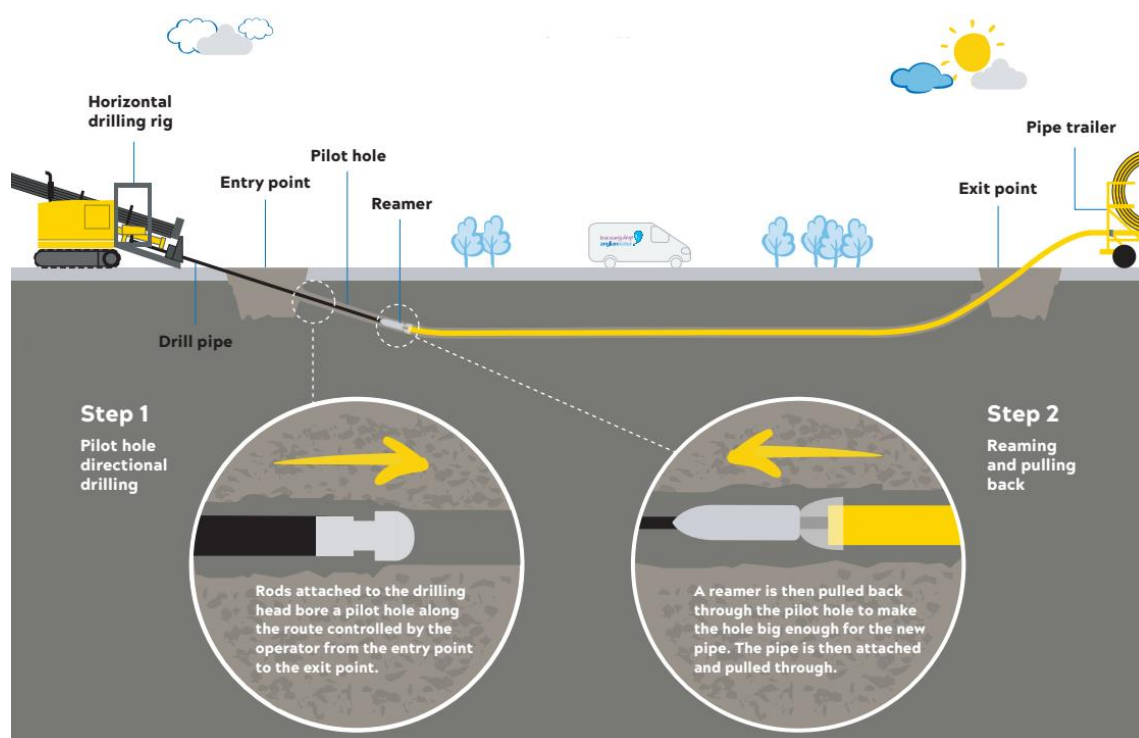 Horizontal
drilling rig
Pilot hole
Entry point
Reamer
Pipe trailer
Exit point
Drill pipe
Step 1
Pilot hole
directional
drilling
Rods attached to the drilling
head bore a pilot hole along
the route controlled by the
operator from the entry point
to the exit point.
Step 2
Reaming
and pulling
back
A reamer is then pulled back
through the pilot hole to make
the hole big enough for the new
pipe. The pipe is then attached
and pulled through.